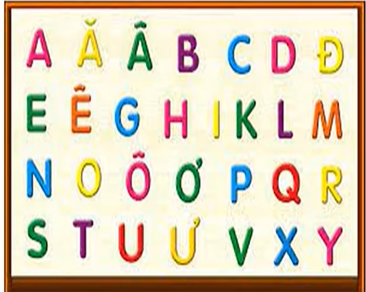 A Ă Â B C D Đ
E Ê G H I K L M
N O Ô Ơ P Q R
S T U Ư V X Y